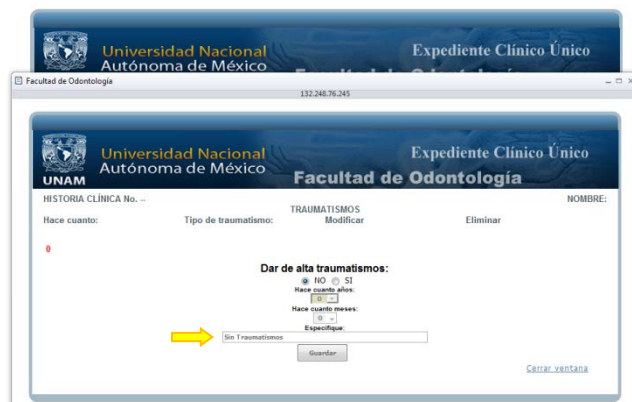 Universidad Nacional
Autónoma de México
Expediente Clínico Único
Facultad de Odontología
132.248.76.245
UNAM
Universidad Nacional
Autónoma de México
Expediente Clínico Único
Facultad de Odontología
HISTORIA CLÍNICA No. -- NOMBRE:
TRAUMATISMOS
Hace cuanto: Tipo de traumatismo: Modificar Eliminar
0
Dar de alta traumatismos:
NO SI
Hace cuanto años:
0
Hace cuanto meses:
0
Especifique:
Sin Traumatismos
Guardar
Cerrar ventana